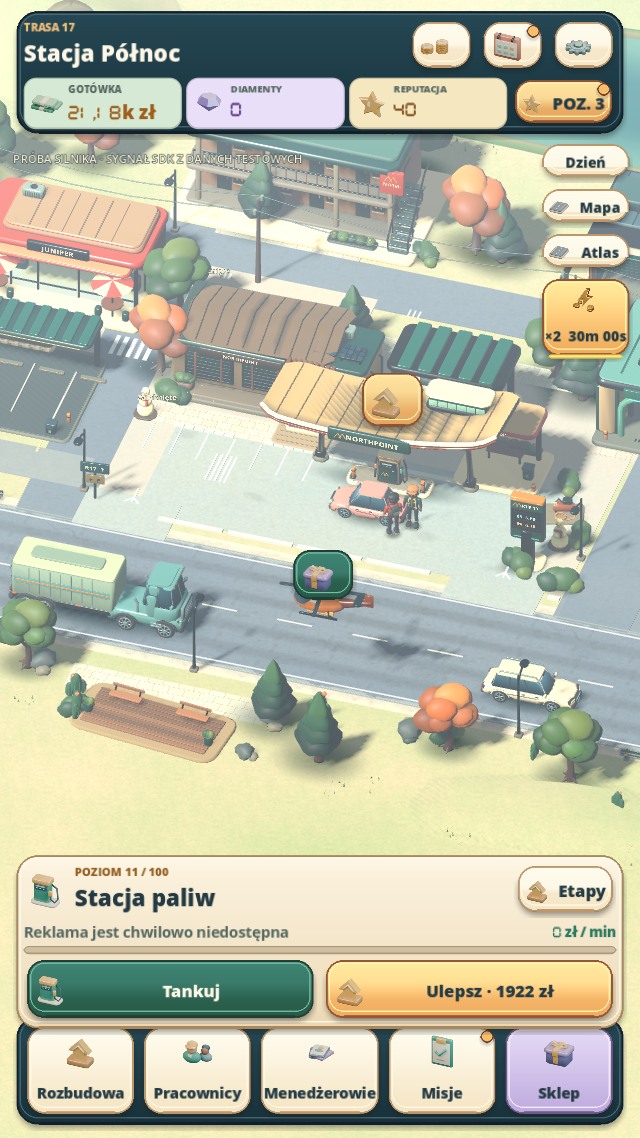 TRASA 17
Stacja Północ
GOTÓWKA
k zł
DIAMENTY
0
REPUTACJA
40
POZ. 3
PRÓBA SILNIKA · SYGNAŁ SDK Z DANYCH TESTOWYCH
Dzień
Mapa
Atlas
×2 30m 00s
JUNIPER
NORTHPOINT
NORTHPOINT
POZIOM 11 / 100
Stacja paliw
Etapy
Reklama jest chwilowo niedostępna
0 zł / min
Tankuj
Ulepsz · 1922 zł
Rozbudowa
Pracownicy
Menedżerowie
Misje
Sklep